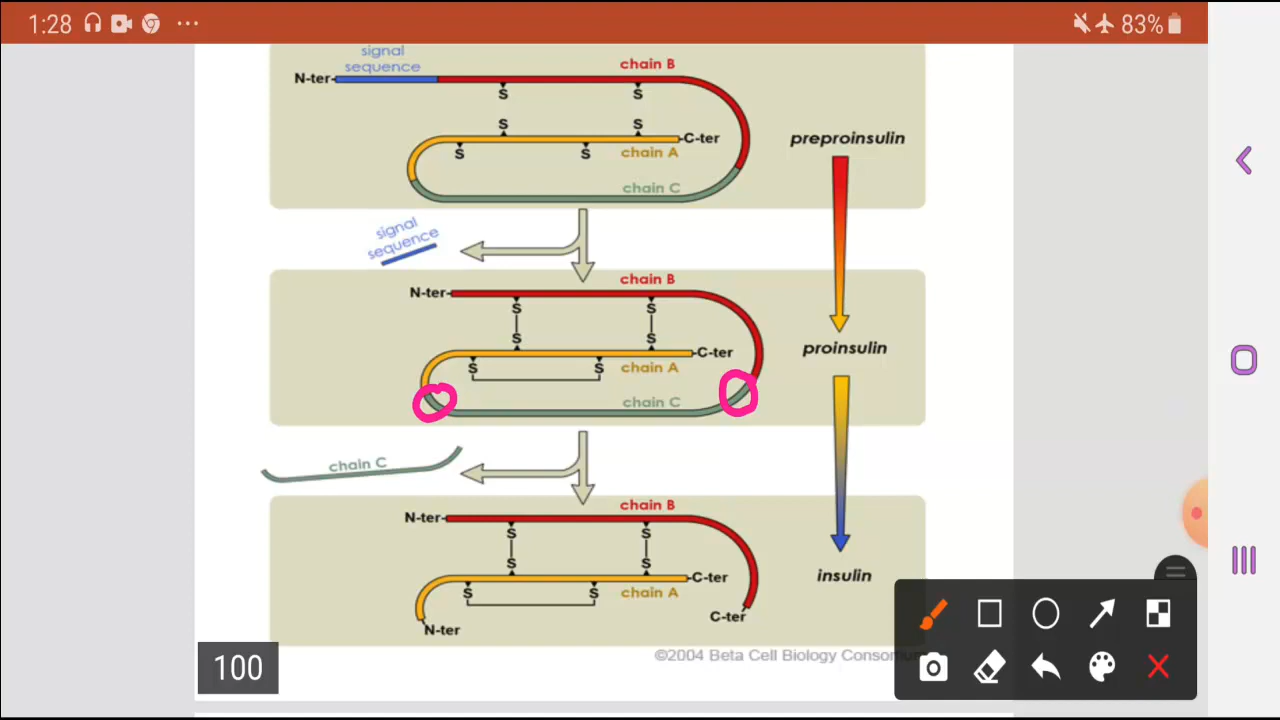 1:28 ... 83%
signal
sequence
chain B
N-ter
S S
S S
C-ter
preproinsulin
S S
chain A
chain C
signal
sequence
chain B
N-ter
S S
S S
C-ter
proinsulin
S S
chain A
chain C
chain C
chain B
N-ter
S S
S S
C-ter
insulin
S S
chain A
C-ter
N-ter
©2004 Beta Cell Biology Consortium
100